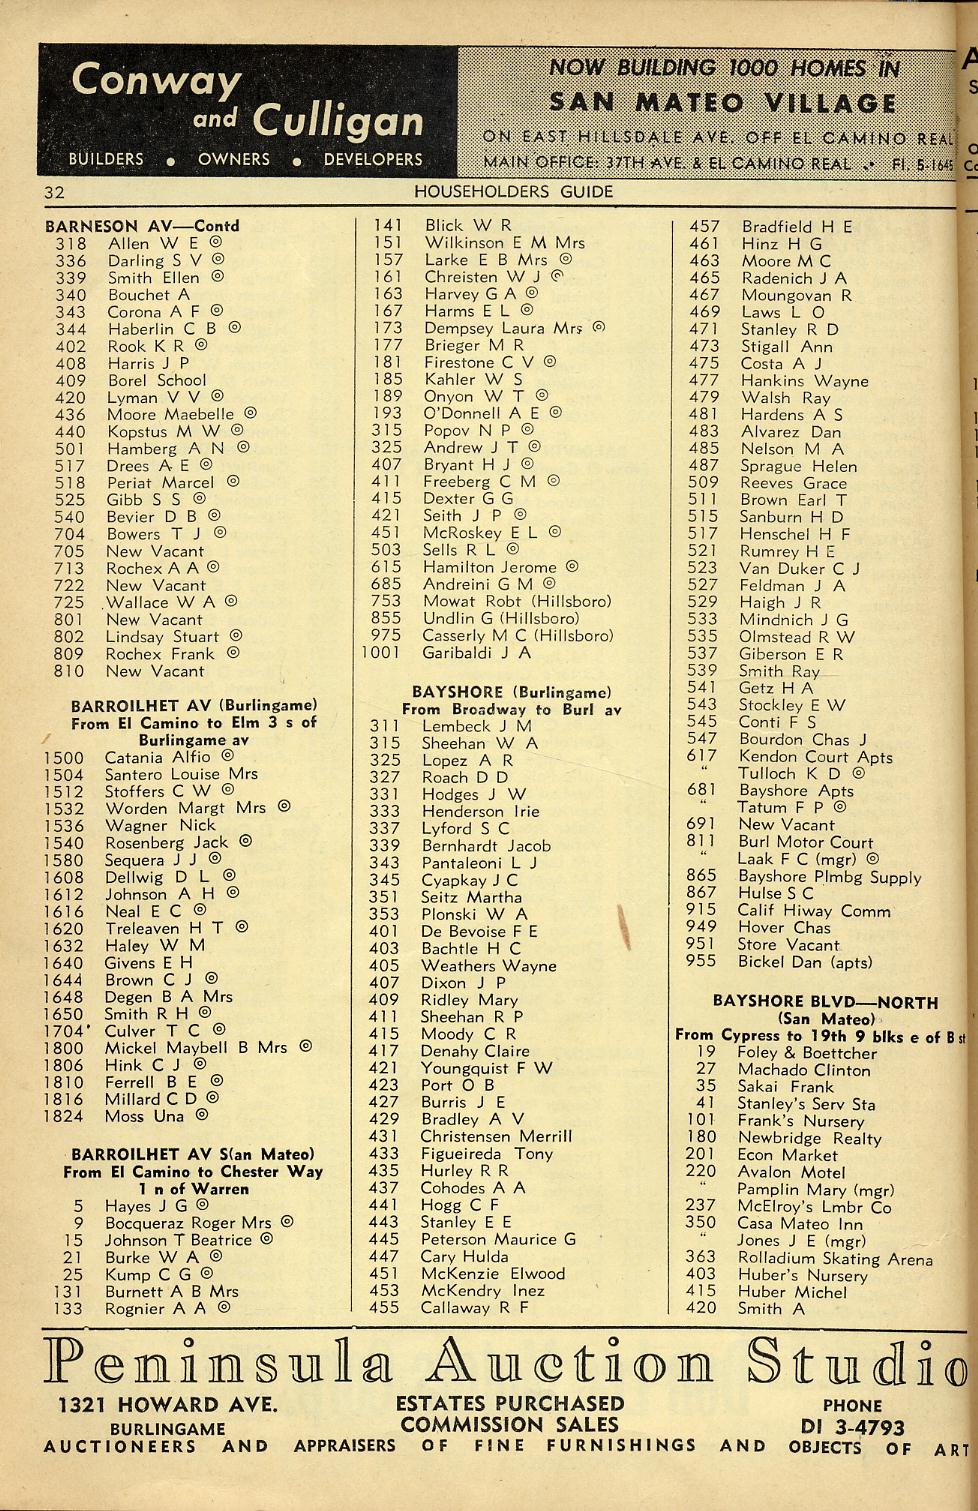 Conway
and Culligan
BUILDERS • OWNERS • DEVELOPERS
NOW BUILDING 1000 HOMES IN
SAN MATEO VILLAGE
ON EAST HILLSDALE AVE. OFF EL CAMINO REAL
MAIN OFFICE: 37TH AVE. & EL CAMINO REAL •• FI. 5-1645
32 HOUSEHOLDERS GUIDE
BARNESON AV—Contd
318 Allen W E ⓒ
336 Darling S V ⓒ
339 Smith Ellen ⓒ
340 Bouchet A
343 Corona A F ⓒ
344 Haberlin C B ⓒ
402 Rook K R ⓒ
408 Harris J P
409 Borel School
420 Lyman V V ⓒ
436 Moore Maebelle ⓒ
440 Kopstus M W ⓒ
501 Hamberg A N ⓒ
517 Drees A E ⓒ
518 Periat Marcel ⓒ
525 Gibb S S ⓒ
540 Bevier D B ⓒ
704 Bowers T J ⓒ
705 New Vacant
713 Rochex A A ⓒ
722 New Vacant
725 Wallace W A ⓒ
801 New Vacant
802 Lindsay Stuart ⓒ
809 Rochex Frank ⓒ
810 New Vacant
BARROILHET AV (Burlingame)
From El Camino to Elm 3 s of
Burlingame av
1500 Catania Alfio ⓒ
1504 Santero Louise Mrs
1512 Stoffers C W ⓒ
1532 Worden Margt Mrs ⓒ
1536 Wagner Nick
1540 Rosenberg Jack ⓒ
1580 Sequera J J ⓒ
1608 Dellwig D L ⓒ
1612 Johnson A H ⓒ
1616 Neal E C ⓒ
1620 Treleaven H T ⓒ
1632 Haley W M
1640 Givens E H
1644 Brown C J ⓒ
1648 Degen B A Mrs
1650 Smith R H ⓒ
1704 Culver T C ⓒ
1800 Mickel Maybell B Mrs ⓒ
1806 Hink C J ⓒ
1810 Ferrell B E ⓒ
1816 Millard C D ⓒ
1824 Moss Una ⓒ
BARROILHET AV S(an Mateo)
From El Camino to Chester Way
1 n of Warren
5 Hayes J G ⓒ
9 Bocqueraz Roger Mrs ⓒ
15 Johnson T Beatrice ⓒ
21 Burke W A ⓒ
25 Kump C G ⓒ
131 Burnett A B Mrs
133 Rognier A A ⓒ
141 Blick W R
151 Wilkinson E M Mrs
157 Larke E B Mrs ⓒ
161 Chreisten W J ⓒ
163 Harvey G A ⓒ
167 Harms E L ⓒ
173 Dempsey Laura Mrs ⓒ
177 Brieger M R
181 Firestone C V ⓒ
185 Kahler W S
189 Onyon W T ⓒ
193 O'Donnell A E ⓒ
315 Popov N P ⓒ
325 Andrew J T ⓒ
407 Bryant H J ⓒ
411 Freeberg C M ⓒ
415 Dexter G G
421 Seith J P ⓒ
451 McRoskey E L ⓒ
503 Sells R L ⓒ
615 Hamilton Jerome ⓒ
685 Andreini G M ⓒ
753 Mowat Robt (Hillsboro)
855 Undlin G (Hillsboro)
975 Casserly M C (Hillsboro)
1001 Garibaldi J A
BAYSHORE (Burlingame)
From Broadway to Burl av
311 Lembeck J M
315 Sheehan W A
325 Lopez A R
327 Roach D D
331 Hodges J W
333 Henderson Irie
337 Lyford S C
339 Bernhardt Jacob
343 Pantaleoni L J
345 Cyapkay J C
351 Seitz Martha
353 Plonski W A
401 De Bevoise F E
403 Bachtle H C
405 Weathers Wayne
407 Dixon J P
409 Ridley Mary
411 Sheehan R P
415 Moody C R
417 Denahy Claire
421 Youngquist F W
423 Port O B
427 Burris J E
429 Bradley A V
431 Christensen Merrill
433 Figueireda Tony
435 Hurley R R
437 Cohodes A A
441 Hogg C F
443 Stanley E E
445 Peterson Maurice G
447 Cary Hulda
451 McKenzie Elwood
453 McKendry Inez
455 Callaway R F
457 Bradfield H E
461 Hinz H G
463 Moore M C
465 Radenich J A
467 Moungovan R
469 Laws L O
471 Stanley R D
473 Stigall Ann
475 Costa A J
477 Hankins Wayne
479 Walsh Ray
481 Hardens A S
483 Alvarez Dan
485 Nelson M A
487 Sprague Helen
509 Reeves Grace
511 Brown Earl T
515 Sanburn H D
517 Henschel H F
521 Rumrey H E
523 Van Duker C J
527 Feldman J A
529 Haigh J R
533 Mindnich J G
535 Olmstead R W
537 Giberson E R
539 Smith Ray
541 Getz H A
543 Stockley E W
545 Conti F S
547 Bourdon Chas J
617 Kendon Court Apts
" Tulloch K D ⓒ
681 Bayshore Apts
" Tatum F P ⓒ
691 New Vacant
811 Burl Motor Court
" Laak F C (mgr) ⓒ
865 Bayshore Plmbg Supply
867 Hulse S C
915 Calif Hiway Comm
949 Hover Chas
951 Store Vacant
955 Bickel Dan (apts)
BAYSHORE BLVD—NORTH
(San Mateo)
From Cypress to 19th 9 blks e of B st
19 Foley & Boettcher
27 Machado Clinton
35 Sakai Frank
41 Stanley's Serv Sta
101 Frank's Nursery
180 Newbridge Realty
201 Econ Market
220 Avalon Motel
" Pamplin Mary (mgr)
237 McElroy's Lmbr Co
350 Casa Mateo Inn
" Jones J E (mgr)
363 Rolladium Skating Arena
403 Huber's Nursery
415 Huber Michel
420 Smith A
Peninsula Auction Studio
1321 HOWARD AVE.
BURLINGAME
ESTATES PURCHASED
COMMISSION SALES
PHONE
DI 3-4793
AUCTIONEERS AND APPRAISERS OF FINE FURNISHINGS AND OBJECTS OF ART